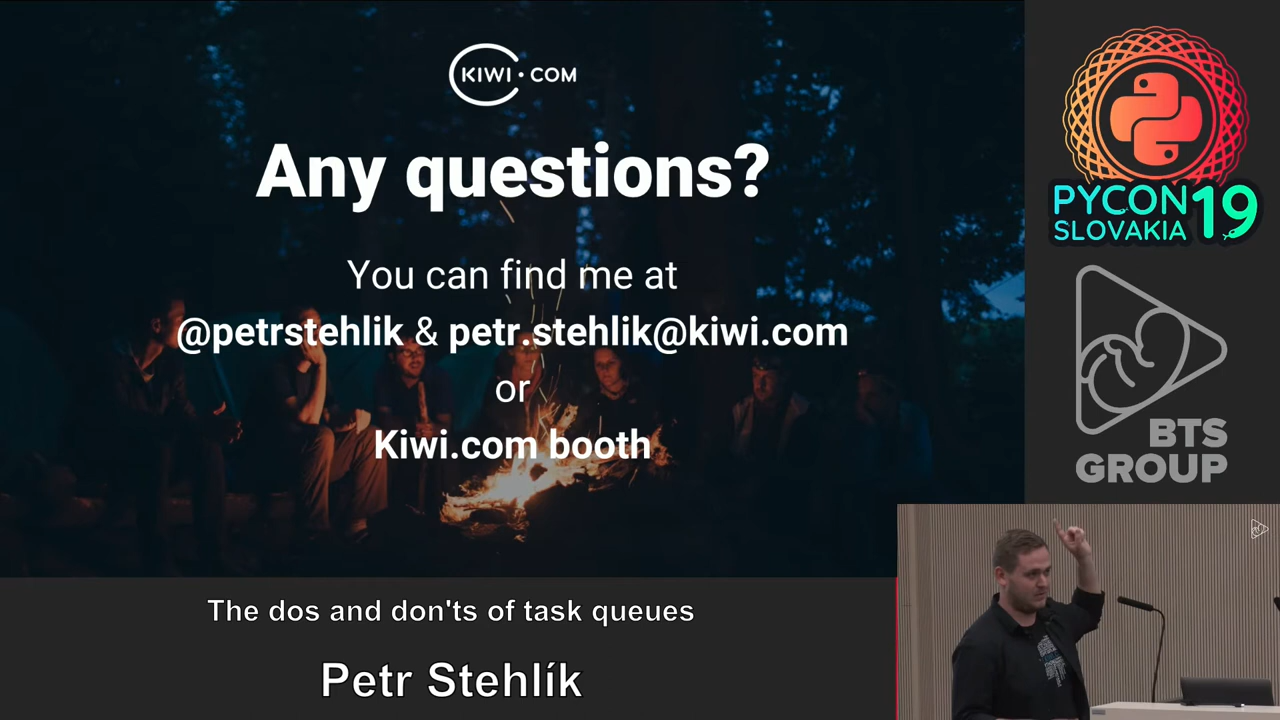 KIWI.COM
Any questions?
You can find me at
@petrstehlik & petr.stehlik@kiwi.com
or
Kiwi.com booth
PYCON 19
SLOVAKIA
BTS
GROUP
The dos and don'ts of task queues
Petr Stehlík